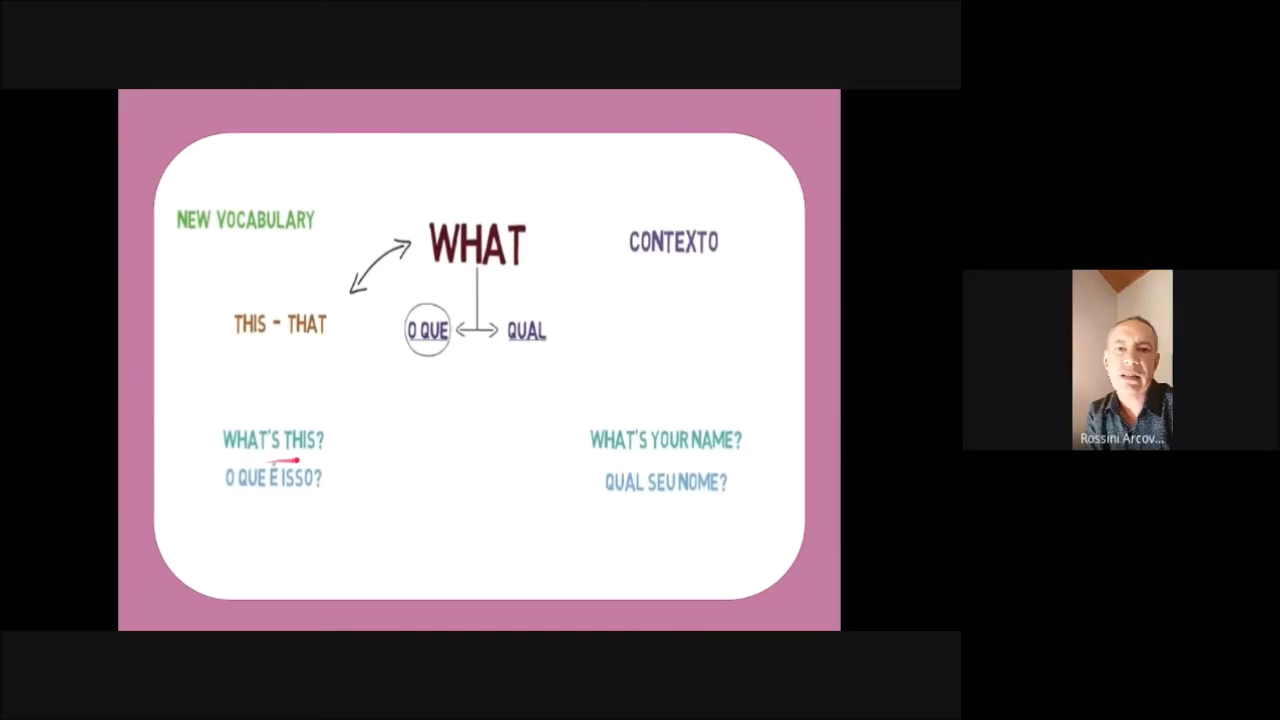 NEW VOCABULARY
WHAT
CONTEXTO
THIS - THAT
O QUE
QUAL
WHAT'S THIS?
O QUE É ISSO?
WHAT'S YOUR NAME?
QUAL SEU NOME?
Rossini Arcov...